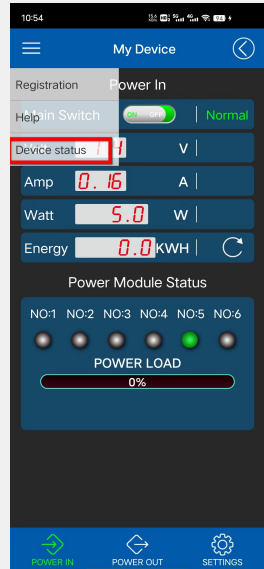 10:54
My Device
Registration
Power In
Help
Main Switch
ON
OFF
Normal
Device status
V
Amp
0.16
A
Watt
5.0
W
Energy
0.0
KWH
Power Module Status
NO:1 NO:2 NO:3 NO:4 NO:5 NO:6
POWER LOAD
0%
POWER IN
POWER OUT
SETTINGS